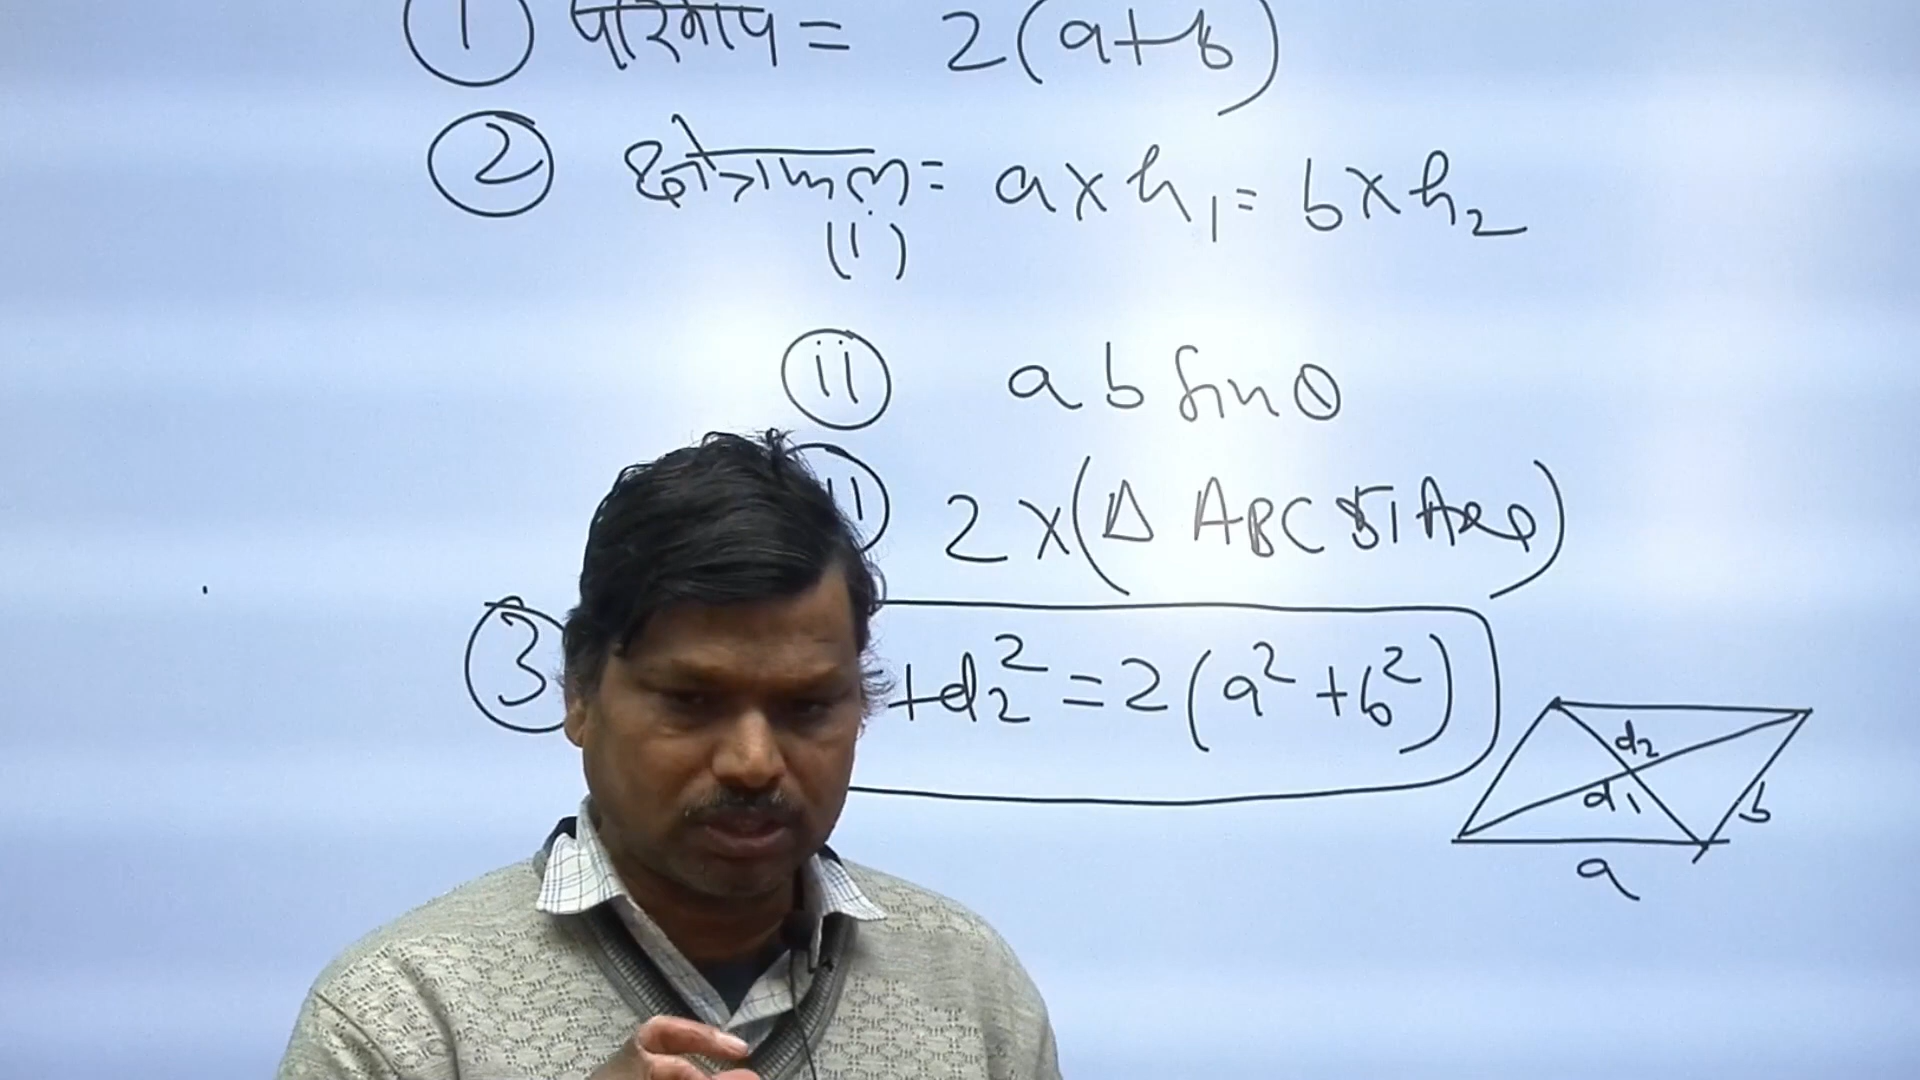 ① परिमाप = 2(a+b)
② क्षेत्रफल = a×h₁ = b×h₂
(i)
ⓘⓘ ab sinθ
2×(Δ ABC का Area)
③ +d₂² = 2(a²+b²)
d₂
d₁
b
a